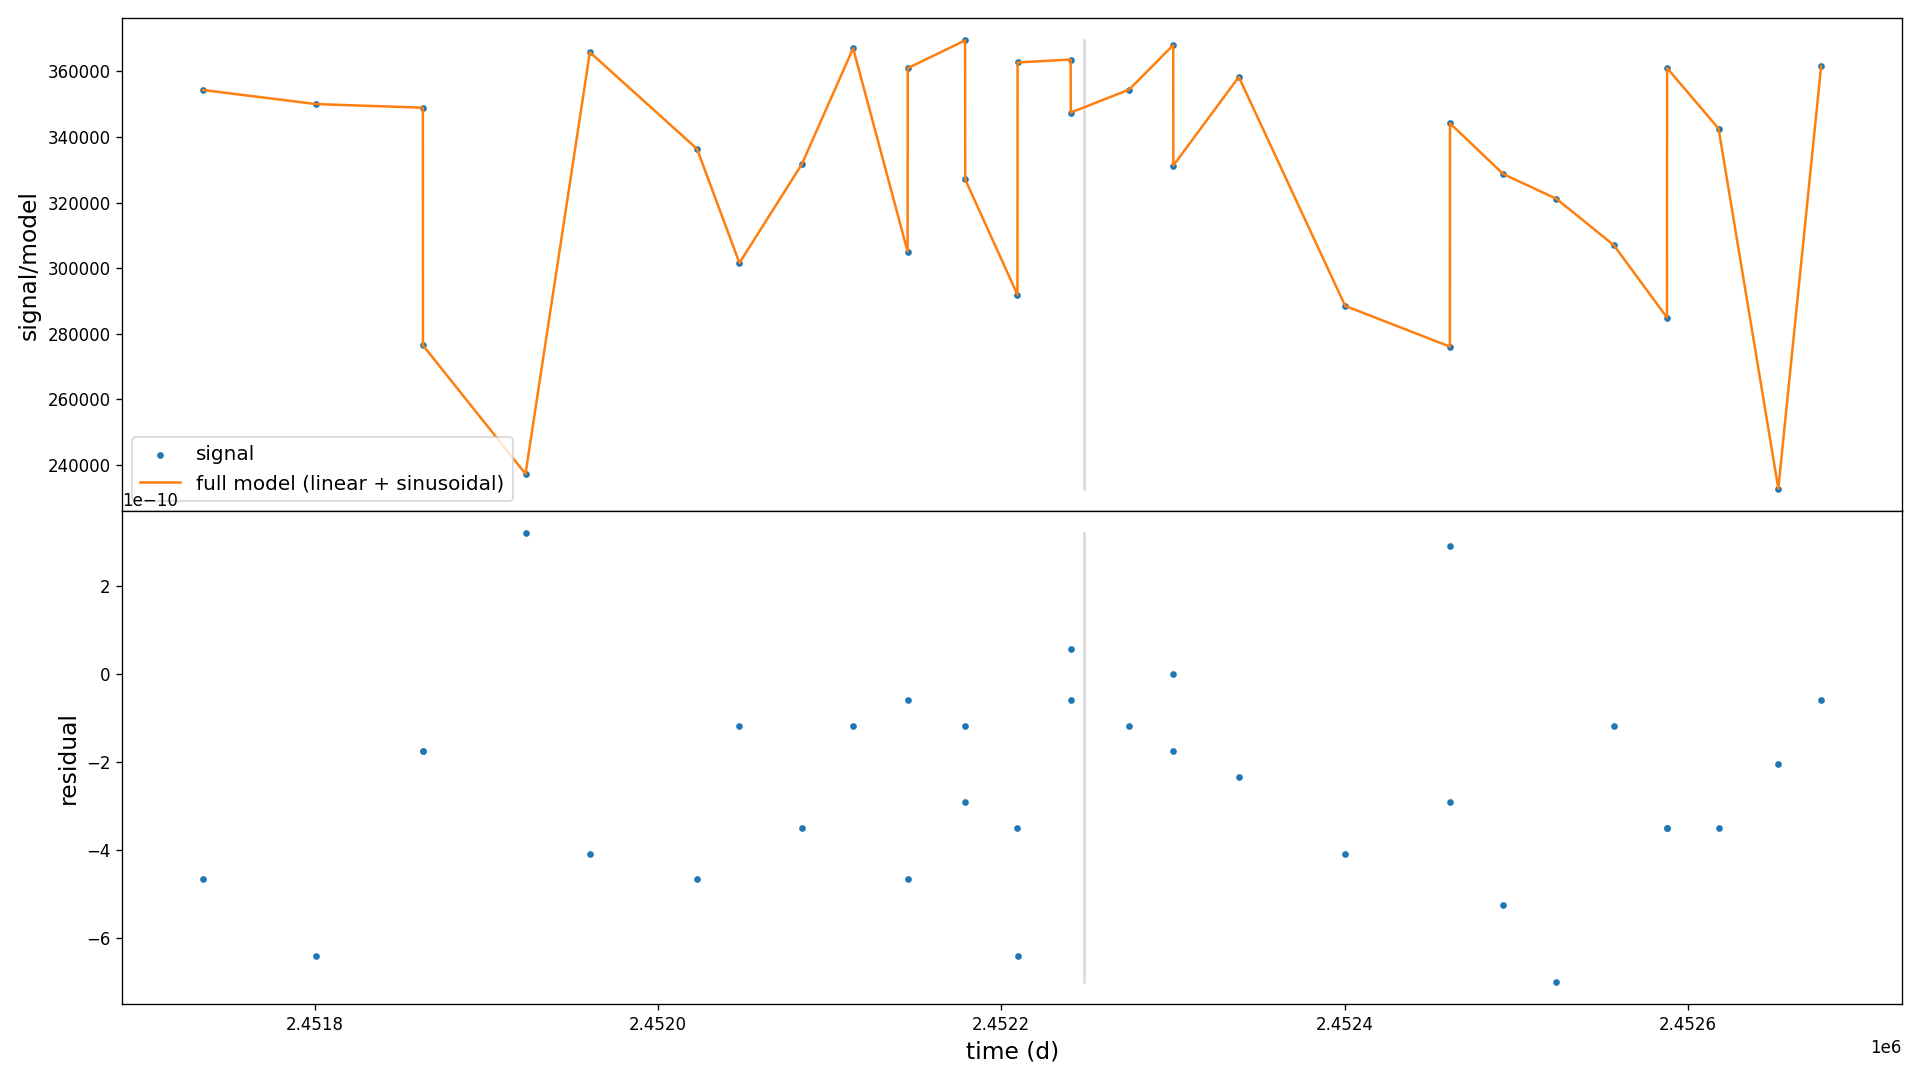 360000
340000
320000
300000
280000
260000
240000
signal/model
signal
full model (linear + sinusoidal)
1e−10
2
0
−2
−4
−6
residual
2.4518
2.4520
2.4522
2.4524
2.4526
1e6
time (d)